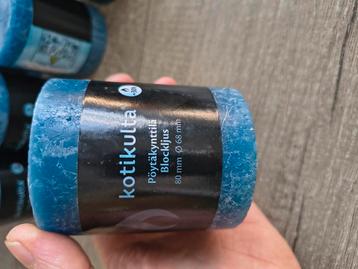 kotikulta
Pöytäkynttilä
Blockljus
80 mm Ø 68 mm